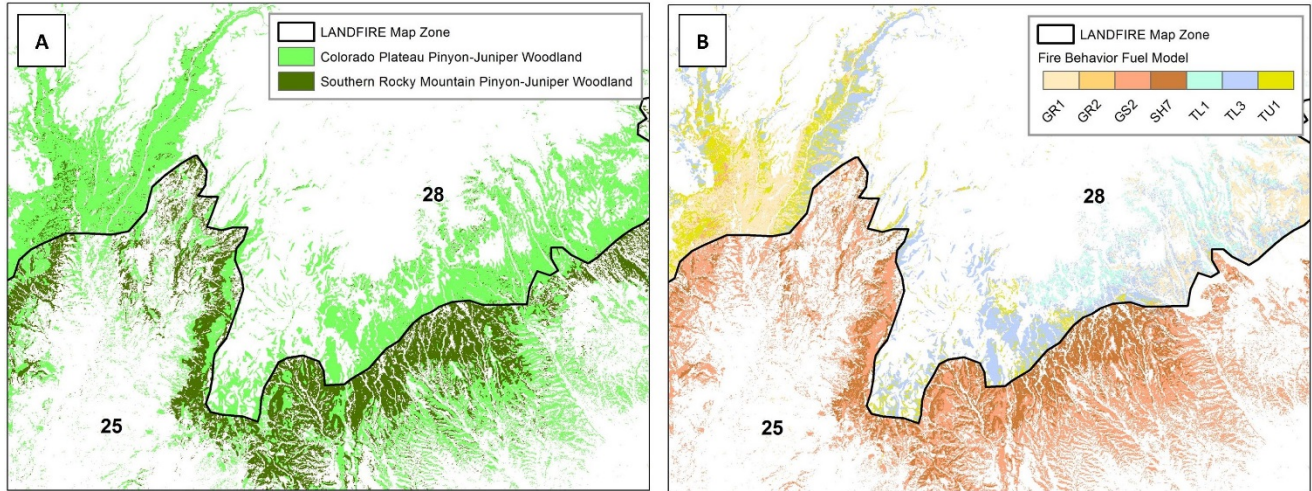 A
LANDFIRE Map Zone
Colorado Plateau Pinyon-Juniper Woodland
Southern Rocky Mountain Pinyon-Juniper Woodland
28
25
B
LANDFIRE Map Zone
Fire Behavior Fuel Model
GR1 GR2 GS2 SH7 TL1 TL3 TU1
28
25